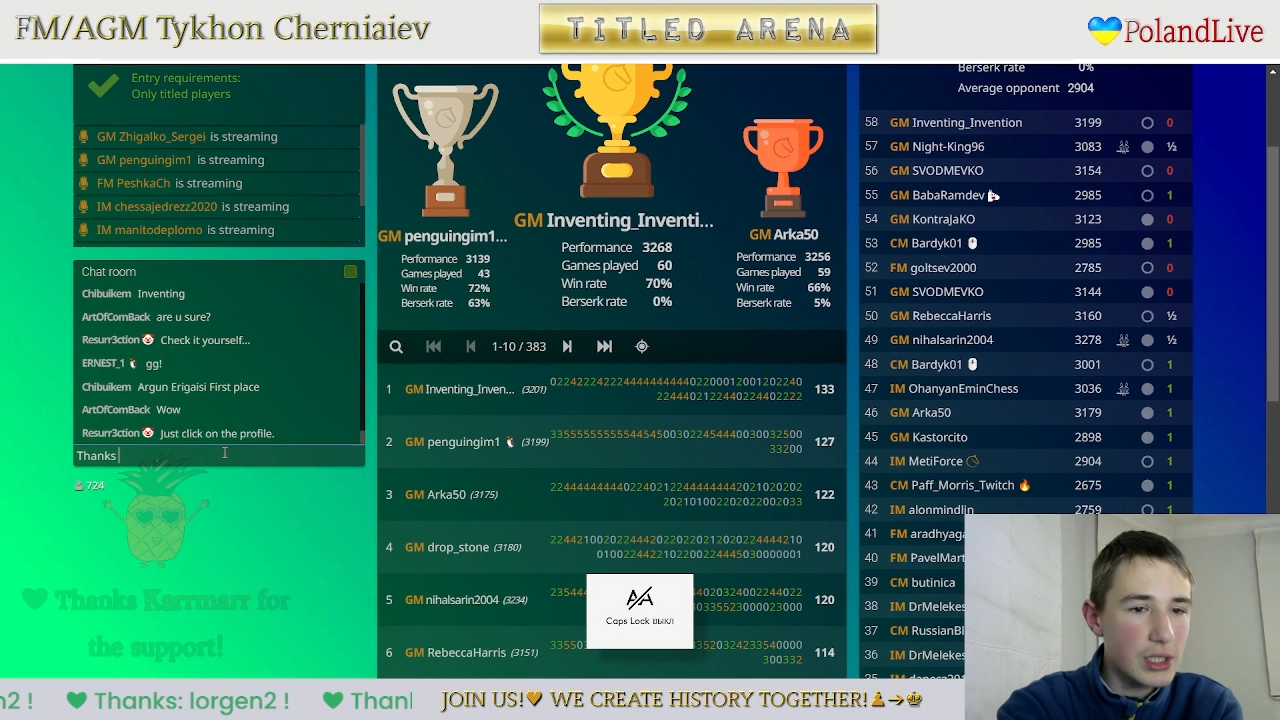 FM/AGM Tykhon Cherniaiev
TITLED ARENA
PolandLive
Entry requirements:
Only titled players
GM Zhigalko_Sergei is streaming
GM penguingim1 is streaming
FM PeshkaCh is streaming
IM chessajedrezz2020 is streaming
IM manitodeplomo is streaming
Chat room
Chibuikem Inventing
ArtOfComBack are u sure?
Resurr3ction Check it yourself...
ERNEST_1 gg!
Chibuikem Argun Erigaisi First place
ArtOfComBack Wow
Resurr3ction Just click on the profile.
Thanks
724
Thanks Karrmarr for
the support!
GM penguingim1...
Performance 3139
Games played 43
Win rate 72%
Berserk rate 63%
GM Inventing_Inventi...
Performance 3268
Games played 60
Win rate 70%
Berserk rate 0%
GM Arka50
Performance 3256
Games played 59
Win rate 66%
Berserk rate 5%
1-10 / 383
1 GM Inventing_Inven... (3201) 133
2 GM penguingim1 (3199) 127
33200
3 GM Arka50 (3175) 122
4 GM drop_stone (3180) 120
5 GM nihalsarin2004 (3234) 120
6 GM RebeccaHarris (3151) 114
300332
Caps Lock выкл
Berserk rate 0%
Average opponent 2904
58 GM Inventing_Invention 3199 0
57 GM Night-King96 3083 ½
56 GM SVODMEVKO 3154 0
55 GM BabaRamdev 2985 1
54 GM KontraJaKO 3123 0
53 CM Bardyk01 2985 1
52 FM goltsev2000 2785 0
51 GM SVODMEVKO 3144 0
50 GM RebeccaHarris 3160 ½
49 GM nihalsarin2004 3278 ½
48 CM Bardyk01 3001 1
47 IM OhanyanEminChess 3036 1
46 GM Arka50 3179 1
45 GM Kastorcito 2898 1
44 IM MetiForce 2904 1
43 CM Paff_Morris_Twitch 2675 1
42 IM alonmindlin 2759 1
41 FM aradhyaga
40 FM PavelMart
39 CM butinica
38 IM DrMelekes
37 CM RussianBl
36 IM DrMelekes
n2 ! Thanks: lorgen2 ! Thanl
JOIN US! WE CREATE HISTORY TOGETHER!